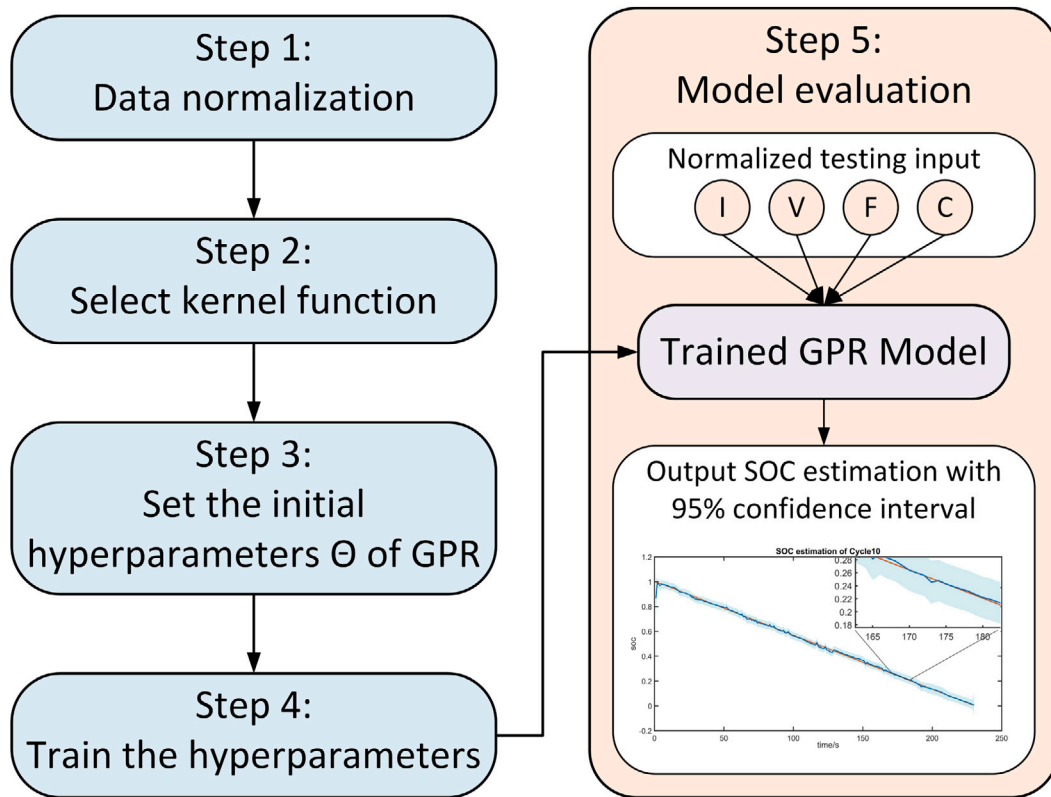 Step 1:
Data normalization
Step 2:
Select kernel function
Step 3:
Set the initial
hyperparameters Θ of GPR
Step 4:
Train the hyperparameters
Step 5:
Model evaluation
Normalized testing input
I V F C
Trained GPR Model
Output SOC estimation with
95% confidence interval
SOC estimation of Cycle10
1.2
1
0.8
0.6
0.4
0.2
0
-0.2
soc
0 50 100 150 200 250
time/s
0.28
0.26
0.24
0.22
0.2
0.18
165 170 175 180